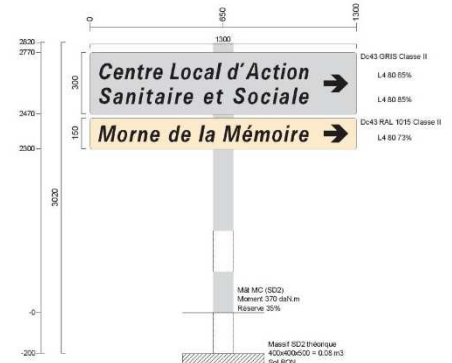 0
650
1300
1300
2820
2770
2470
2300
-0
-200
300
150
3020
Centre Local d'Action
Sanitaire et Sociale
Morne de la Mémoire
Dc43 GRIS Classe II
L4 80 85%
L4 80 85%
Dc43 RAL 1015 Classe II
L4 80 73%
Mât MC (SD2)
Moment 370 daN.m
Réserve 35%
Massif SD2 théorique
400x400x500 = 0.08 m3
Sol BON